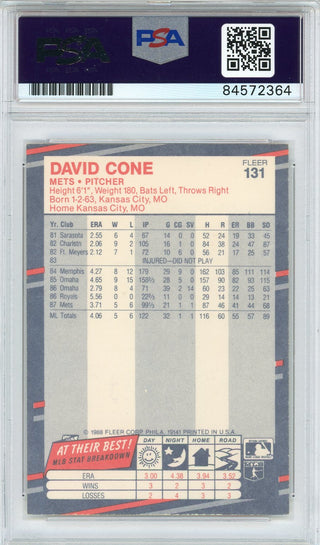 PSA
PSA
PSA
84572364
DAVID CONE
FLEER
131
METS • PITCHER
Height 6'1", Weight 180, Bats Left, Throws Right
Born 1-2-63, Kansas City, MO
Home Kansas City, MO
Yr. Club ERA W L IP G CG SV H R ER BB SO
81 Sarasota 2.55 6 4 67 14 0 0 52 24 19 33 45
82 Charlstn 2.06 9 2 105 16 1 0 84 38 24 47 87
82 Ft. Meyers 2.12 7 1 72 10 6 0 56 21 17 25 57
83 INJURED—DID NOT PLAY
84 Memphis 4.27 8 12 179 29 9 0 162 103 85 111 114
85 Omaha 4.65 9 15 158⅔ 28 5 0 157 90 82 93 115
86 Omaha 2.79 8 4 71 39 2 14 60 23 22 25 63
86 Royals 5.56 0 0 22⅔ 11 0 0 29 14 14 13 21
87 Mets 3.71 5 6 99⅓ 21 1 1 87 46 41 44 68
ML Totals 4.06 5 6 122 32 1 1 116 60 55 57 89
© 1988 FLEER CORP. PHILA. 19141 PRINTED IN U.S.A.
AT THEIR BEST!
MLB STAT BREAKDOWN
DAY NIGHT HOME ROAD
ERA 3.00 4.38 3.94 3.52
WINS 3 2 3 2
LOSSES 2 4 3 3